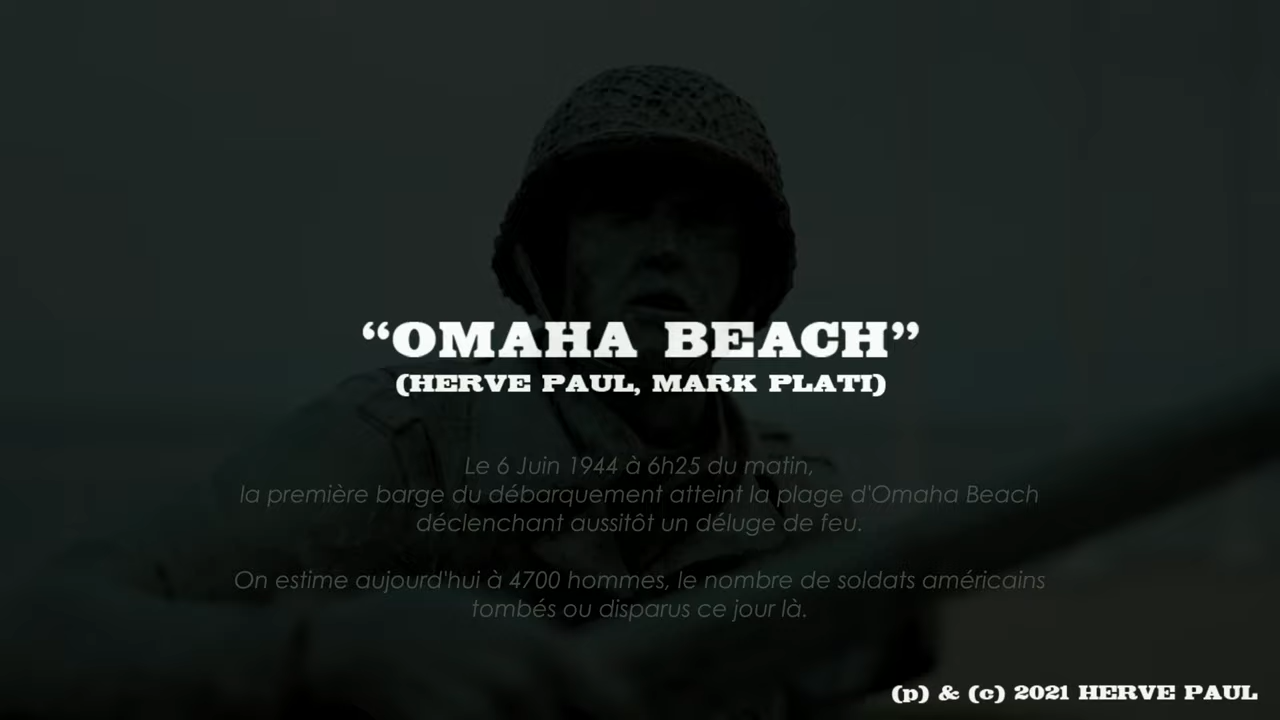 “OMAHA BEACH”
(HERVE PAUL, MARK PLATI)
Le 6 Juin 1944 à 6h25 du matin,
la première barge du débarquement atteint la plage d'Omaha Beach
déclenchant aussitôt un déluge de feu.
On estime aujourd'hui à 4700 hommes, le nombre de soldats américains
tombés ou disparus ce jour là.
(p) & (c) 2021 HERVE PAUL